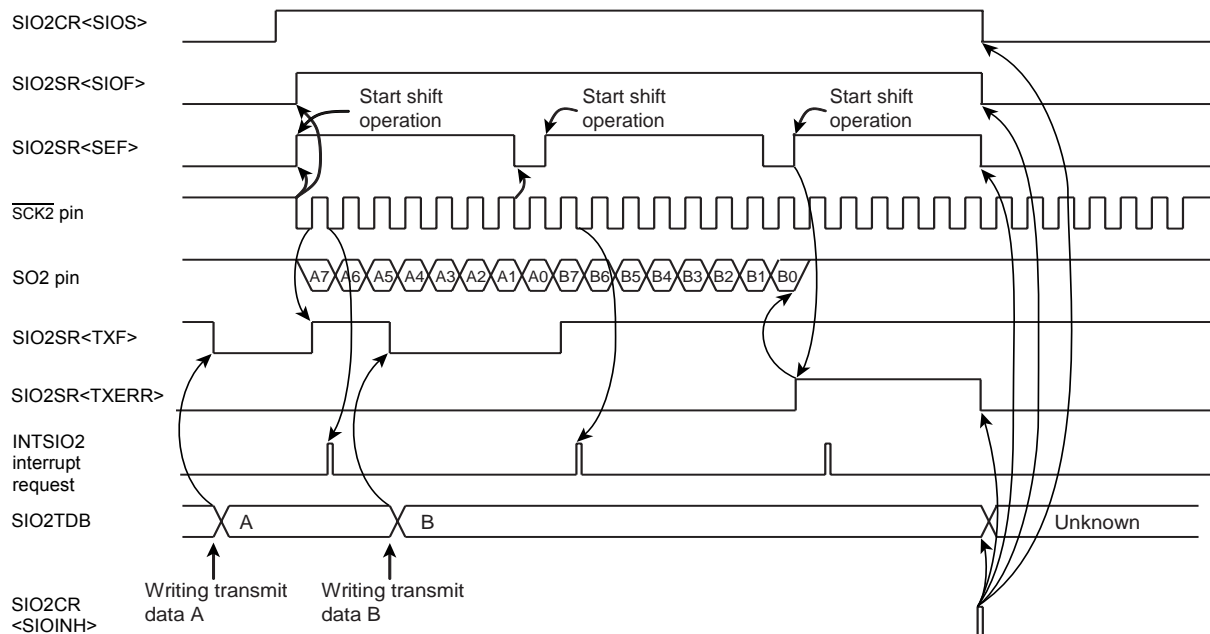 SIO2CR<SIOS>
SIO2SR<SIOF>
Start shift
operation
Start shift
operation
Start shift
operation
SIO2SR<SEF>
SCK2 pin
SO2 pin
A7 A6 A5 A4 A3 A2 A1 A0 B7 B6 B5 B4 B3 B2 B1 B0
SIO2SR<TXF>
SIO2SR<TXERR>
INTSIO2
interrupt
request
SIO2TDB
A
B
Unknown
Writing transmit
data A
Writing transmit
data B
SIO2CR
<SIOINH>